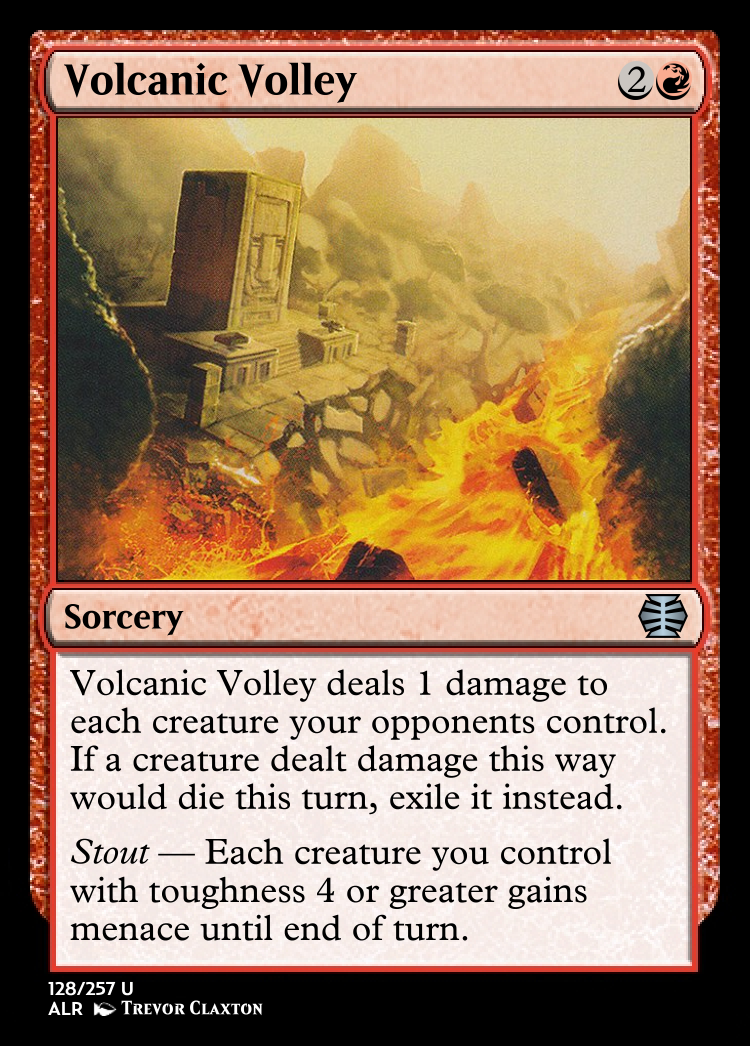 Volcanic Volley
2
Sorcery
Volcanic Volley deals 1 damage to
each creature your opponents control.
If a creature dealt damage this way
would die this turn, exile it instead.
Stout — Each creature you control
with toughness 4 or greater gains
menace until end of turn.
128/257 U
ALR Trevor Claxton